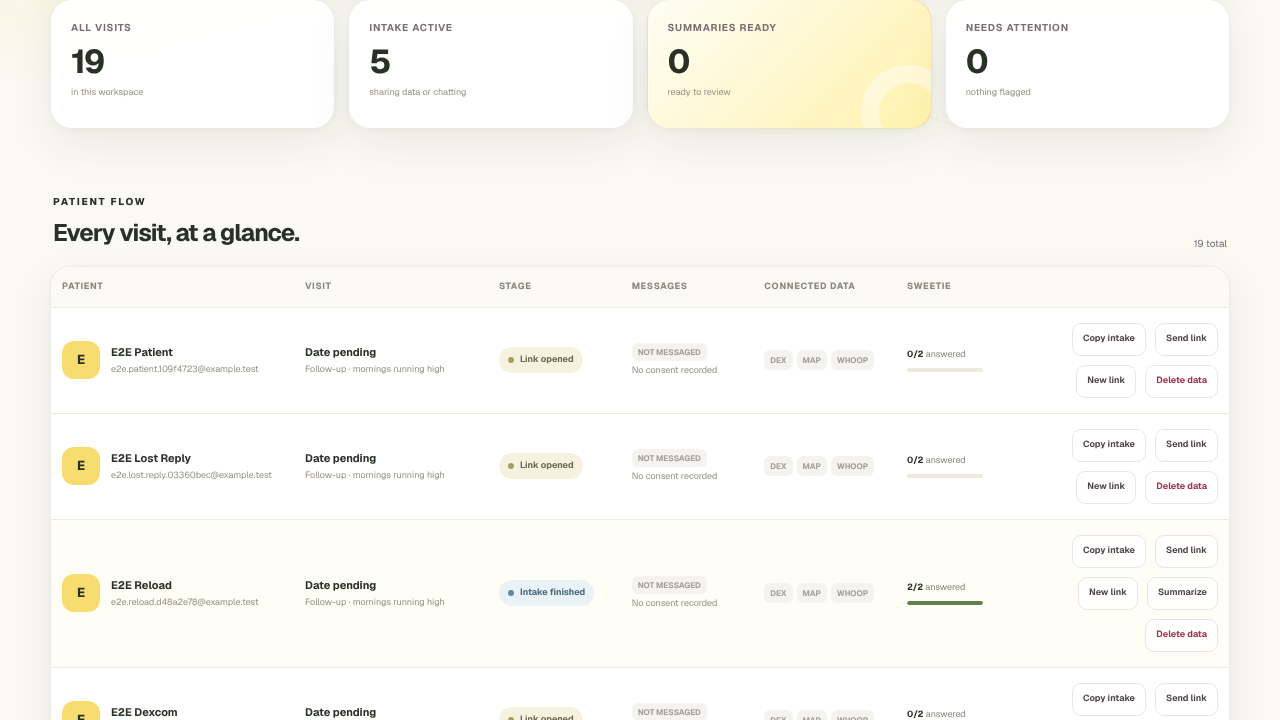 ALL VISITS
19
in this workspace
INTAKE ACTIVE
5
sharing data or chatting
SUMMARIES READY
0
ready to review
NEEDS ATTENTION
0
nothing flagged
PATIENT FLOW
Every visit, at a glance.
19 total
PATIENT VISIT STAGE MESSAGES CONNECTED DATA SWEETIE
E
E2E Patient
e2e.patient.109f4723@example.test
Date pending
Follow-up · mornings running high
Link opened
NOT MESSAGED
No consent recorded
DEX MAP WHOOP
0/2 answered
Copy intake Send link
New link Delete data
E
E2E Lost Reply
e2e.lost.reply.03360bec@example.test
Date pending
Follow-up · mornings running high
Link opened
NOT MESSAGED
No consent recorded
DEX MAP WHOOP
0/2 answered
Copy intake Send link
New link Delete data
E
E2E Reload
e2e.reload.d48a2e78@example.test
Date pending
Follow-up · mornings running high
Intake finished
NOT MESSAGED
No consent recorded
DEX MAP WHOOP
2/2 answered
Copy intake Send link
New link Summarize
Delete data
E
E2E Dexcom
Date pending
Link opened
NOT MESSAGED
DEX MAP WHOOP
0/2 answered
Copy intake Send link